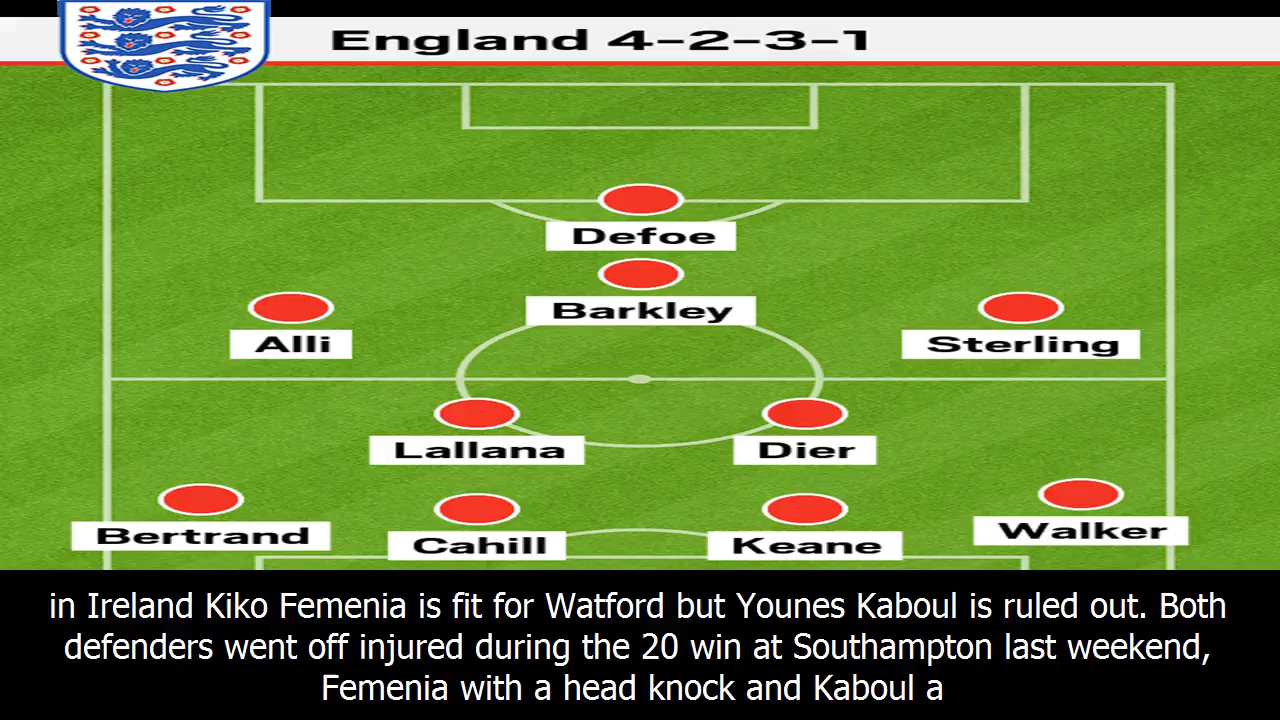 England 4-2-3-1
Defoe
Barkley
Alli
Sterling
Lallana
Dier
Bertrand
Cahill
Keane
Walker
in Ireland Kiko Femenia is fit for Watford but Younes Kaboul is ruled out. Both
defenders went off injured during the 20 win at Southampton last weekend,
Femenia with a head knock and Kaboul a